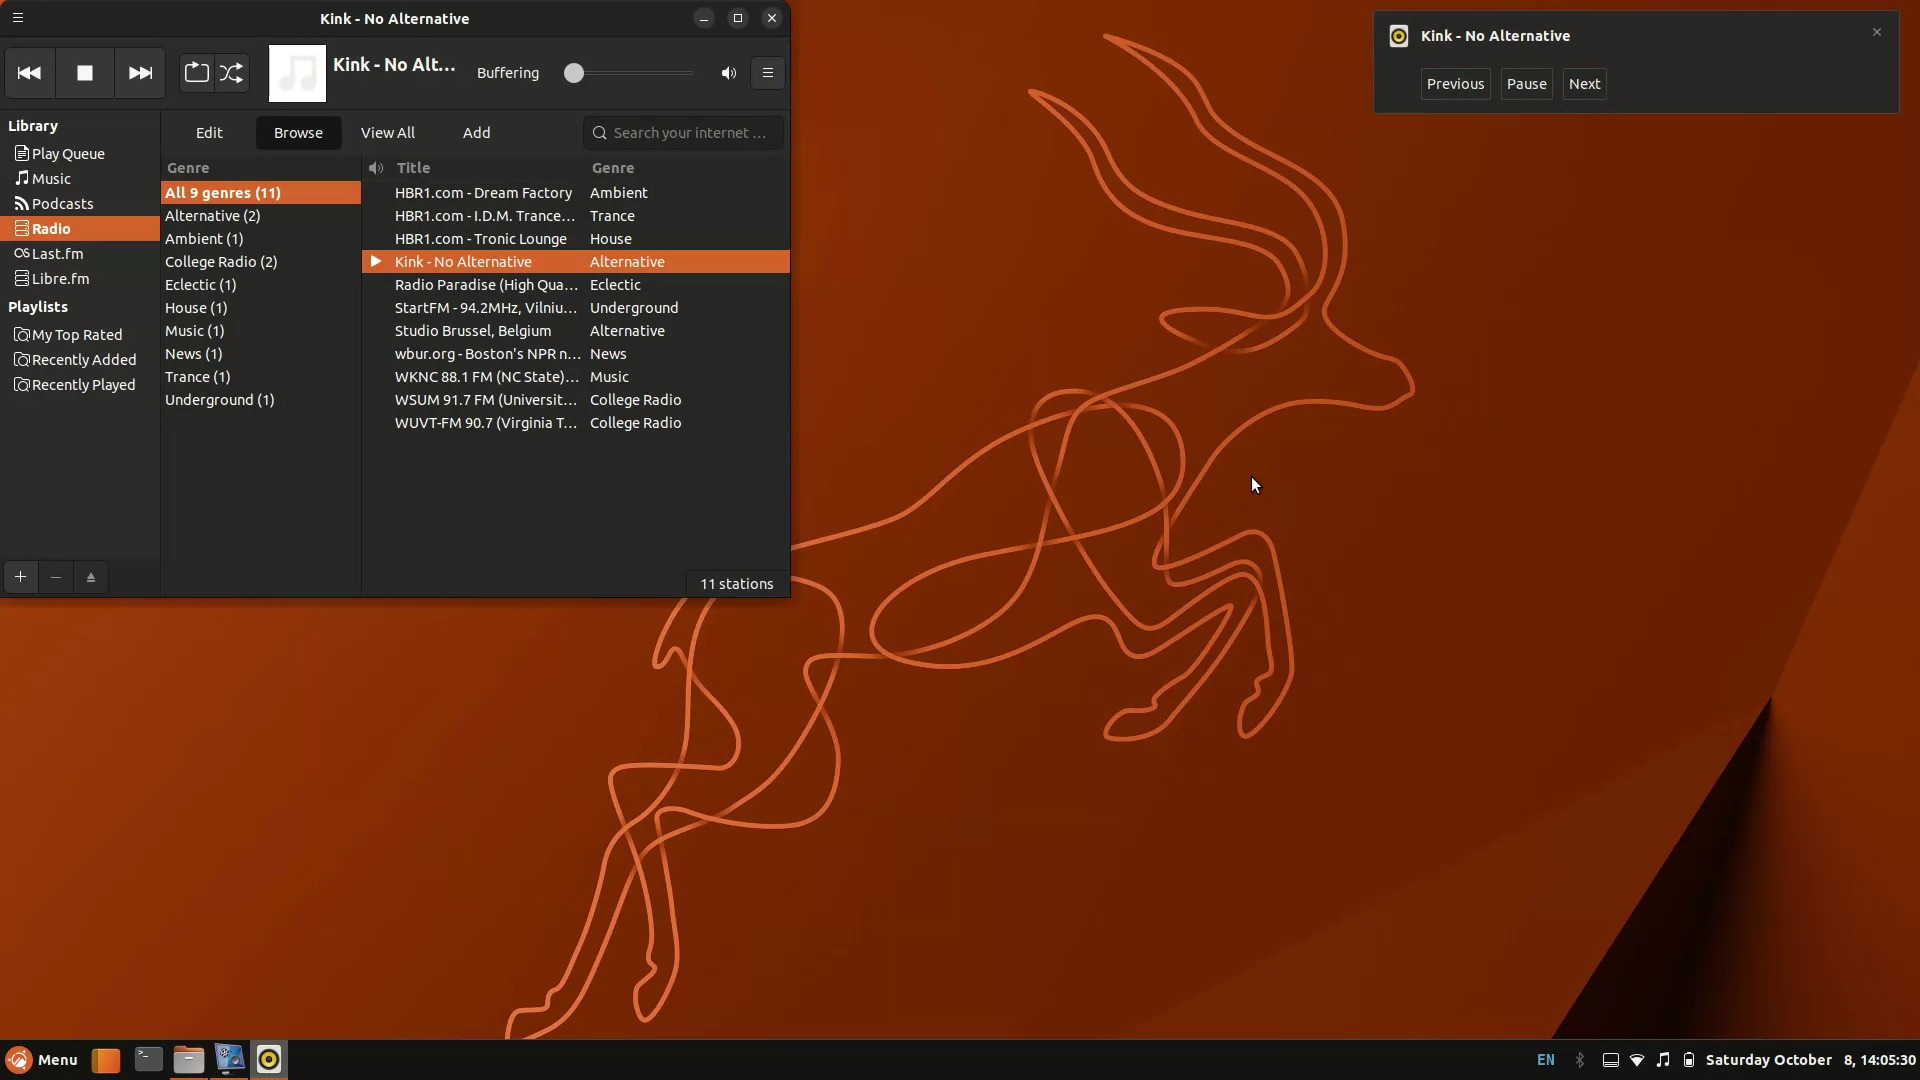 Kink - No Alternative
Kink - No Alt...
Buffering
Library
Play Queue
Music
Podcasts
Radio
Last.fm
Libre.fm
Playlists
My Top Rated
Recently Added
Recently Played
Edit Browse View All Add Search your internet ...
Genre
All 9 genres (11)
Alternative (2)
Ambient (1)
College Radio (2)
Eclectic (1)
House (1)
Music (1)
News (1)
Trance (1)
Underground (1)
Title Genre
HBR1.com - Dream Factory Ambient
HBR1.com - I.D.M. Trance... Trance
HBR1.com - Tronic Lounge House
Kink - No Alternative Alternative
Radio Paradise (High Qua... Eclectic
StartFM - 94.2MHz, Vilniu... Underground
Studio Brussel, Belgium Alternative
wbur.org - Boston's NPR n... News
WKNC 88.1 FM (NC State)... Music
WSUM 91.7 FM (Universit... College Radio
WUVT-FM 90.7 (Virginia T... College Radio
11 stations
Kink - No Alternative
Previous Pause Next
Menu
EN Saturday October 8, 14:05:30